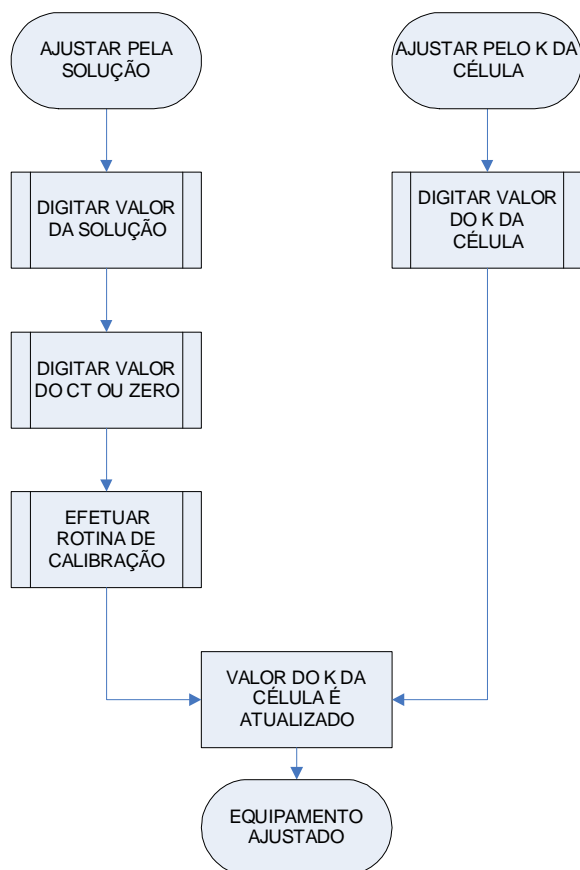 AJUSTAR PELA
SOLUÇÃO
AJUSTAR PELO K DA
CÉLULA
DIGITAR VALOR
DA SOLUÇÃO
DIGITAR VALOR
DO K DA
CÉLULA
DIGITAR VALOR
DO CT OU ZERO
EFETUAR
ROTINA DE
CALIBRAÇÃO
VALOR DO K DA
CÉLULA É
ATUALIZADO
EQUIPAMENTO
AJUSTADO